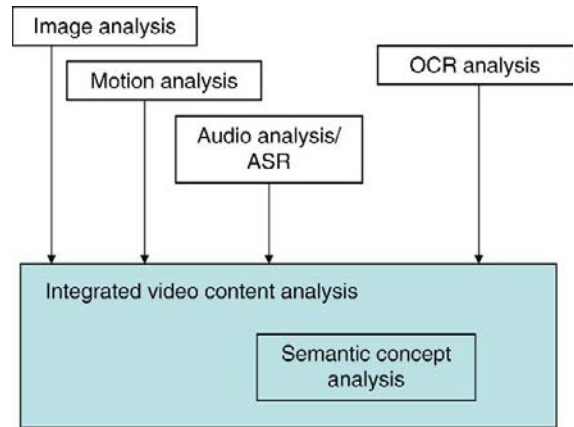 Image analysis
Motion analysis
OCR analysis
Audio analysis/
ASR
Integrated video content analysis
Semantic concept
analysis